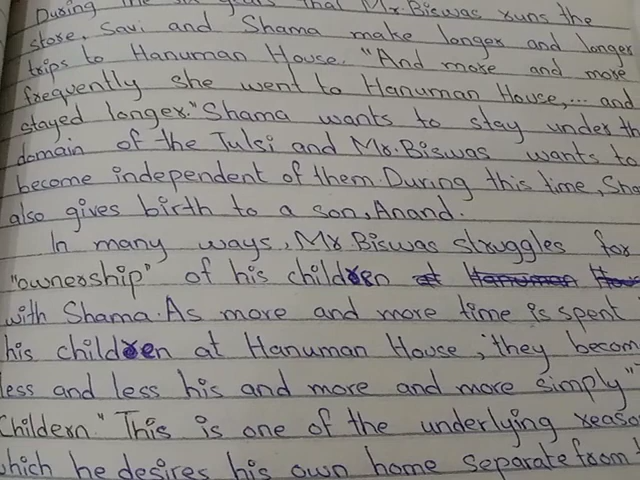 During the six years that Mr.Biswas runs the
store, Savi and Shama make longer and longer
trips to Hanuman House. "And more and more
frequently she went to Hanuman House,... and
stayed longer." Shama wants to stay under the
domain of the Tulsi and Mr.Biswas wants to
become independent of them. During this time, Sha
also gives birth to a son, Anand.
In many ways, Mr Biswas struggles for
"ownership" of his children at Hanuman Hou
with Shama. As more and more time is spent
his children at Hanuman House, they becom
less and less his and more and more simply "T
Childern." This is one of the underlying reaso
which he desires his own home separate from